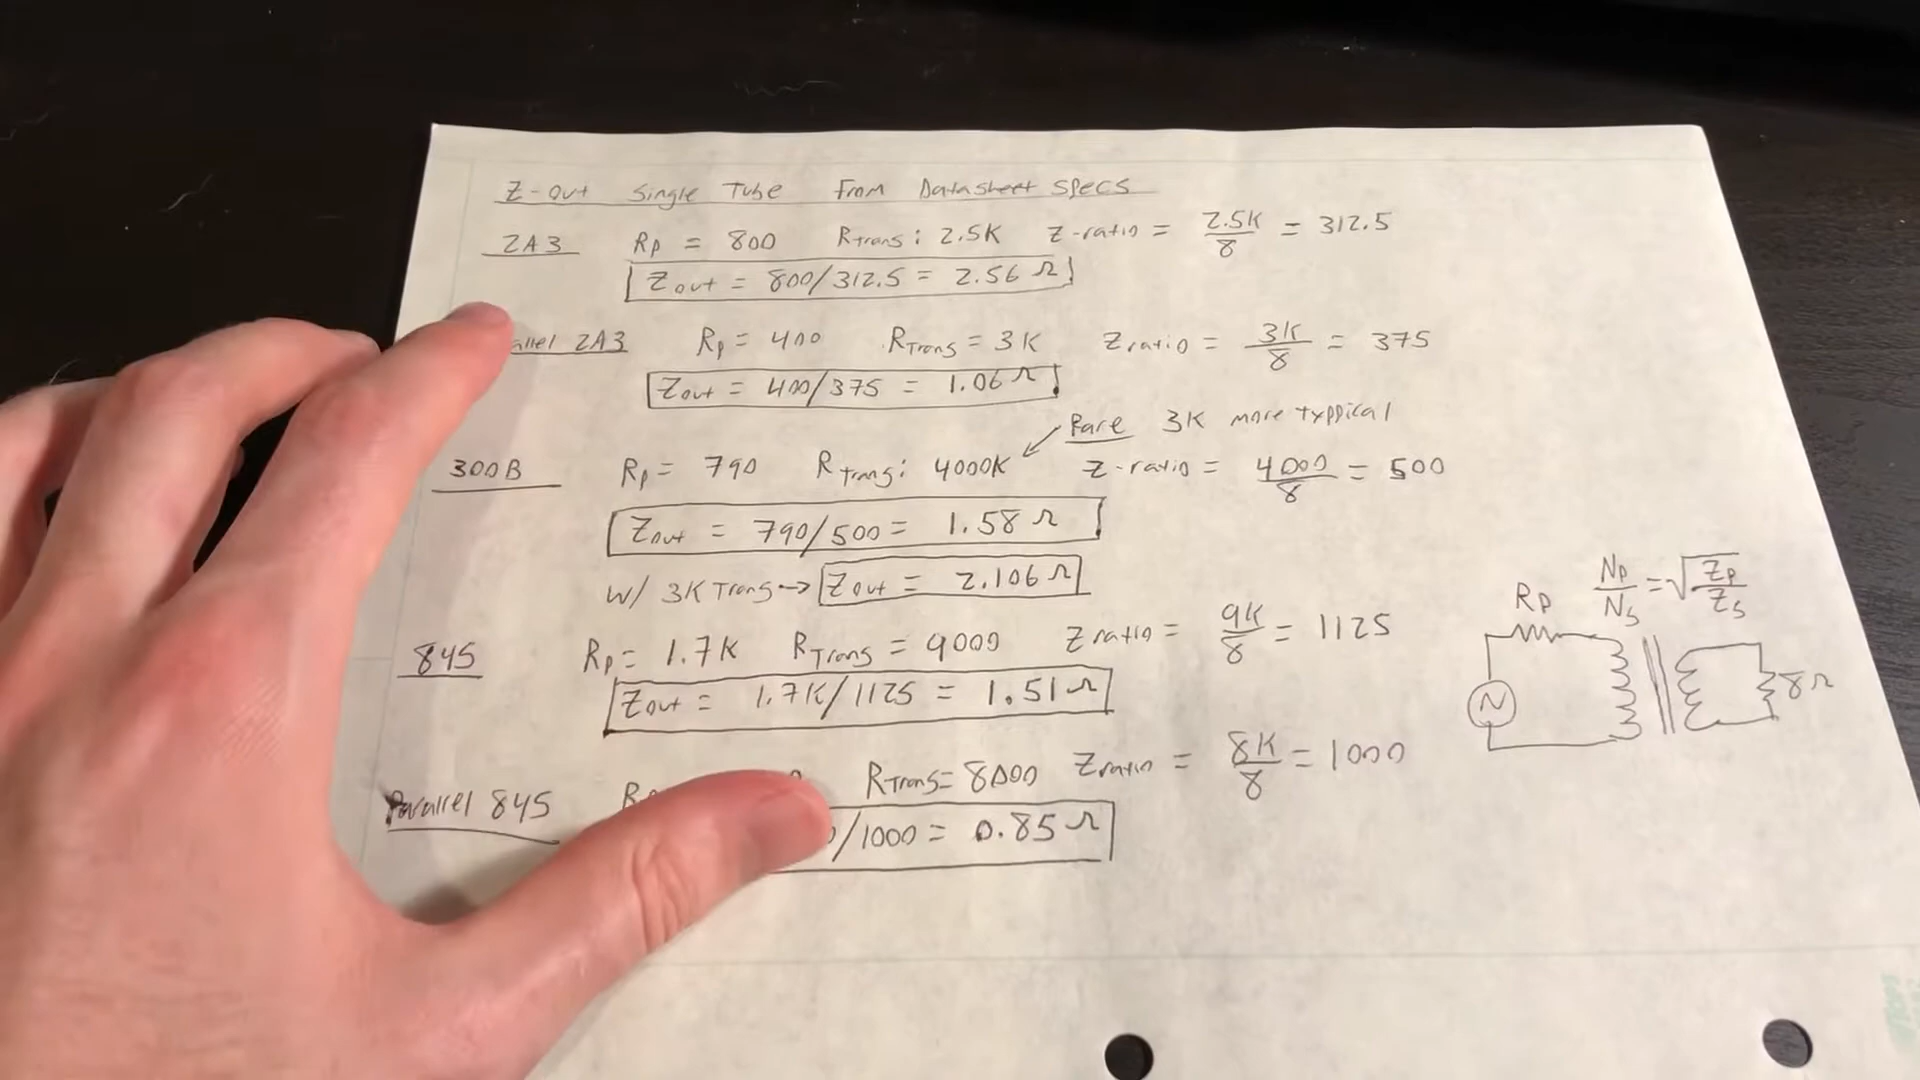 Z-out Single Tube From Datasheet Specs
2A3 Rp = 800 RTrans: 2.5K Z-ratio = 2.5K/8 = 312.5
Zout = 800/312.5 = 2.56 Ω
allel 2A3 Rp = 400 RTrans = 3K Zratio = 3K/8 = 375
Zout = 400/375 = 1.06 Ω
Rare 3K more typpical
300B Rp = 790 RTrans: 4000K Z-ratio = 4000/8 = 500
Zout = 790/500 = 1.58 Ω
W/ 3K Trans → Zout = 2.106 Ω
Np/Ns = √Zp/Zs
Rp
845 Rp = 1.7K RTrans = 9000 Zratio = 9K/8 = 1125
Zout = 1.7K/1125 = 1.51 Ω
8 Ω
Parallel 845 RTrans = 8000 Zratio = 8K/8 = 1000
/1000 = 0.85 Ω